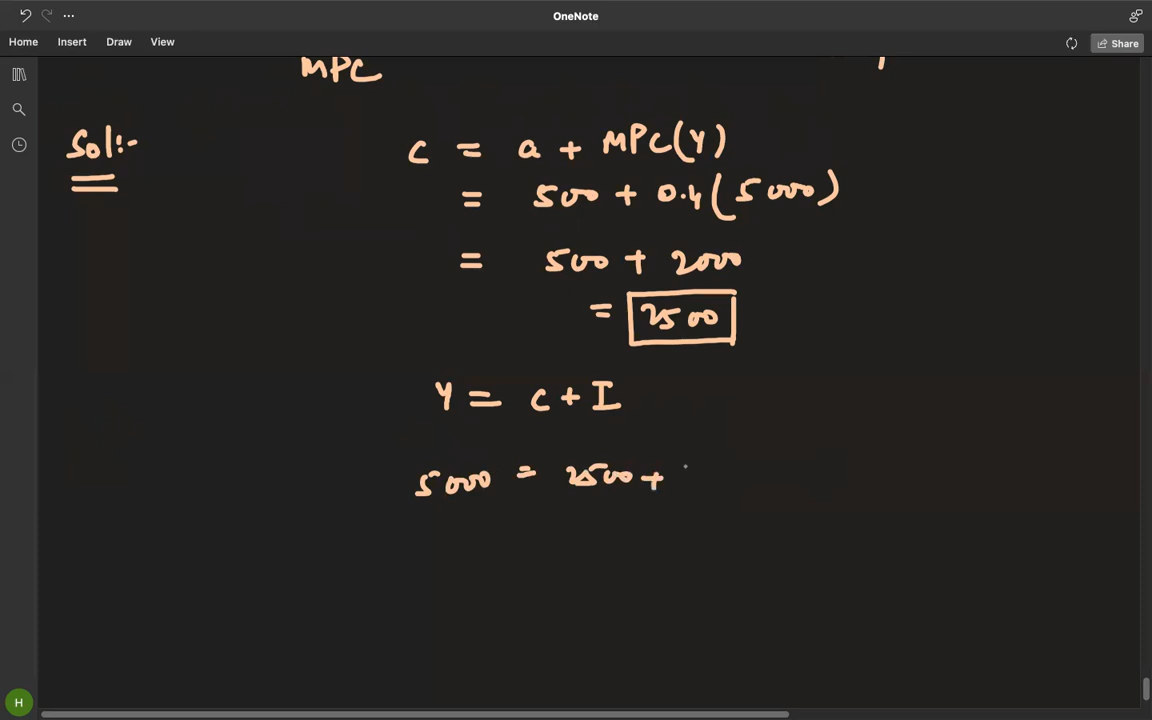 OneNote
Home Insert Draw View
Share
MPC
Sol:-
C = a + MPC(Y)
= 500 + 0.4(5000)
= 500 + 2000
= 2500
Y = C + I
5000 = 2500 +
H